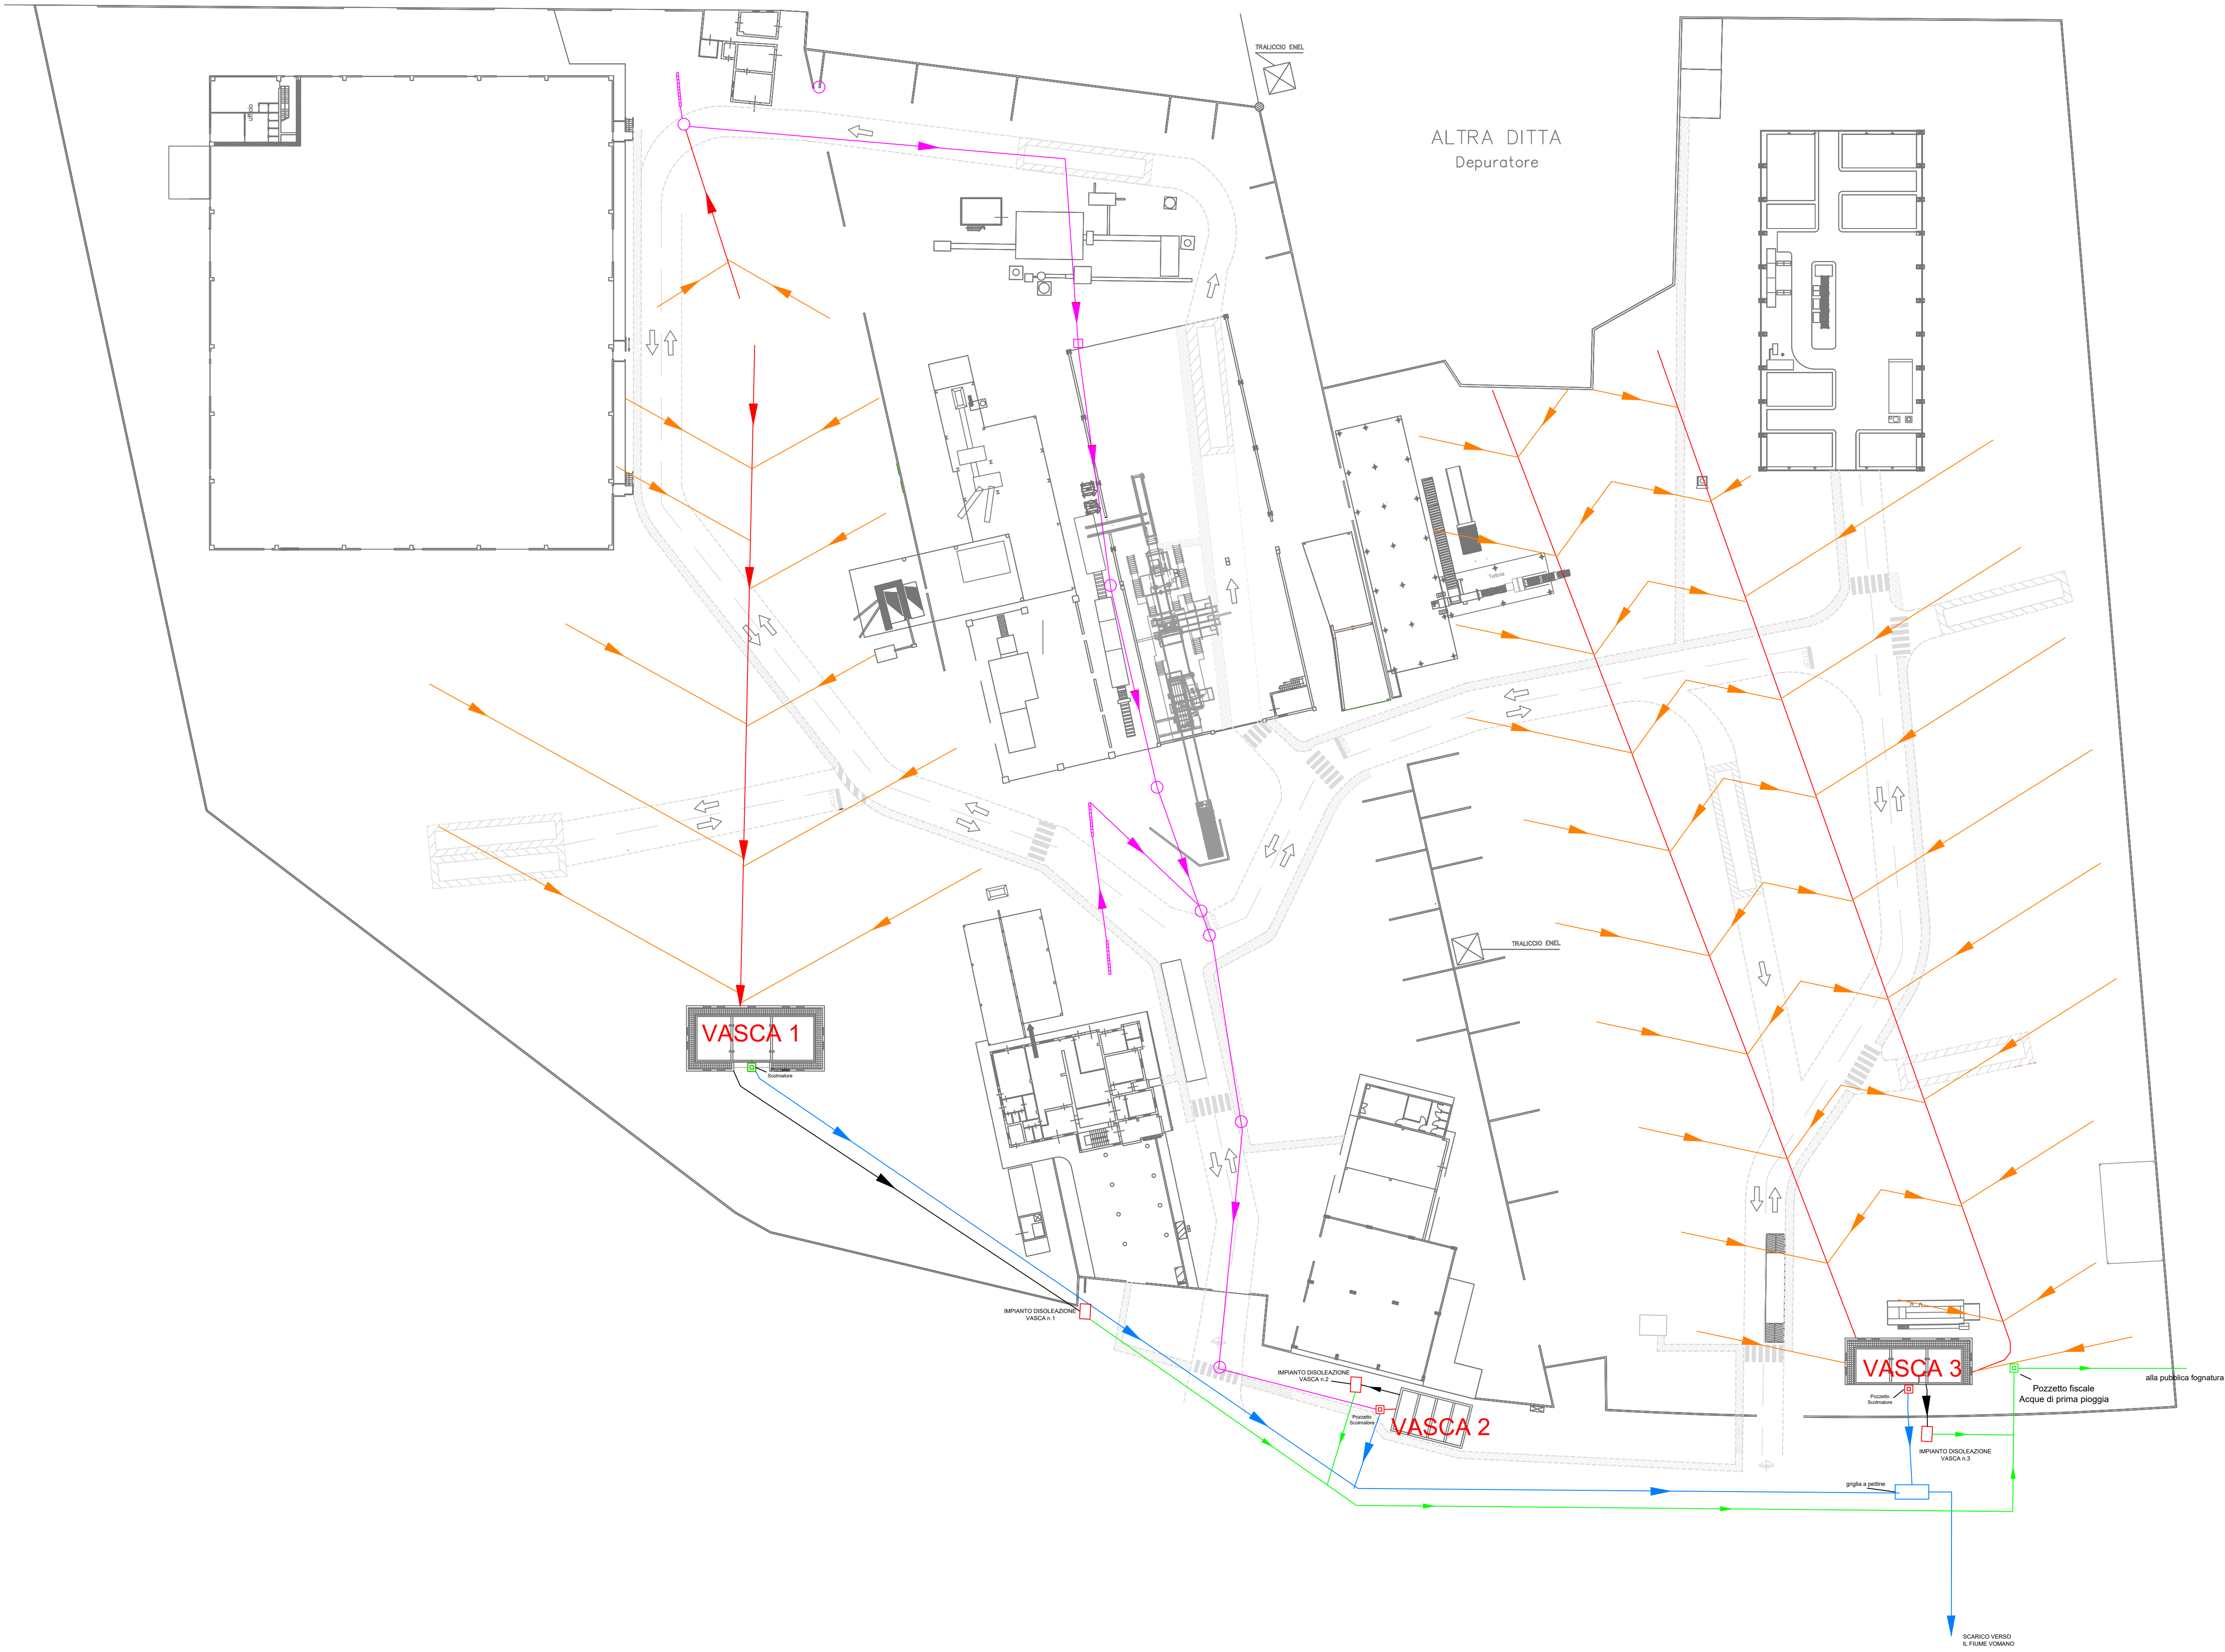 TRALICCIO ENEL
ALTRA DITTA
Depuratore
Tettoia
TRALICCIO ENEL
VASCA 1
Pozzetto
Scolmatore
IMPIANTO DISOLEAZIONE
VASCA n.1
IMPIANTO DISOLEAZIONE
VASCA n.2
Pozzetto
Scolmatore
VASCA 2
VASCA 3
Pozzetto
Scolmatore
alla pubblica fognatura
Pozzetto fiscale
Acque di prima pioggia
IMPIANTO DISOLEAZIONE
VASCA n.3
griglia a pettine
SCARICO VERSO
IL FIUME VOMANO